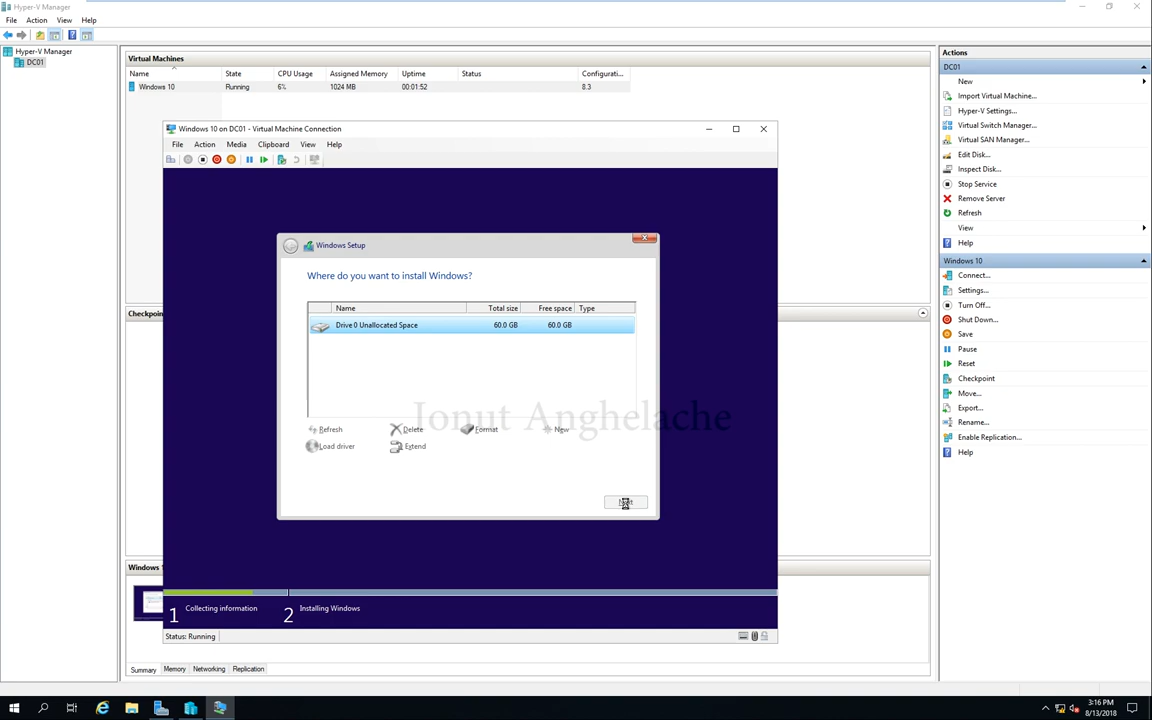 Hyper-V Manager
File Action View Help
Hyper-V Manager
DC01
Virtual Machines
Name State CPU Usage Assigned Memory Uptime Status Configurati...
Windows 10 Running 6% 1024 MB 00:01:52 8.3
Windows 10 on DC01 - Virtual Machine Connection
File Action Media Clipboard View Help
Windows Setup
Where do you want to install Windows?
Name Total size Free space Type
Drive 0 Unallocated Space 60.0 GB 60.0 GB
Ionut Anghelache
Refresh Delete Format New
Load driver Extend
1 Collecting information 2 Installing Windows
Status: Running
Summary Memory Networking Replication
Actions
DC01
New
Import Virtual Machine...
Hyper-V Settings...
Virtual Switch Manager...
Virtual SAN Manager...
Edit Disk...
Inspect Disk...
Stop Service
Remove Server
Refresh
View
Help
Windows 10
Connect...
Settings...
Turn Off...
Shut Down...
Save
Pause
Reset
Checkpoint
Move...
Export...
Rename...
Enable Replication...
Help
3:16 PM
8/13/2018